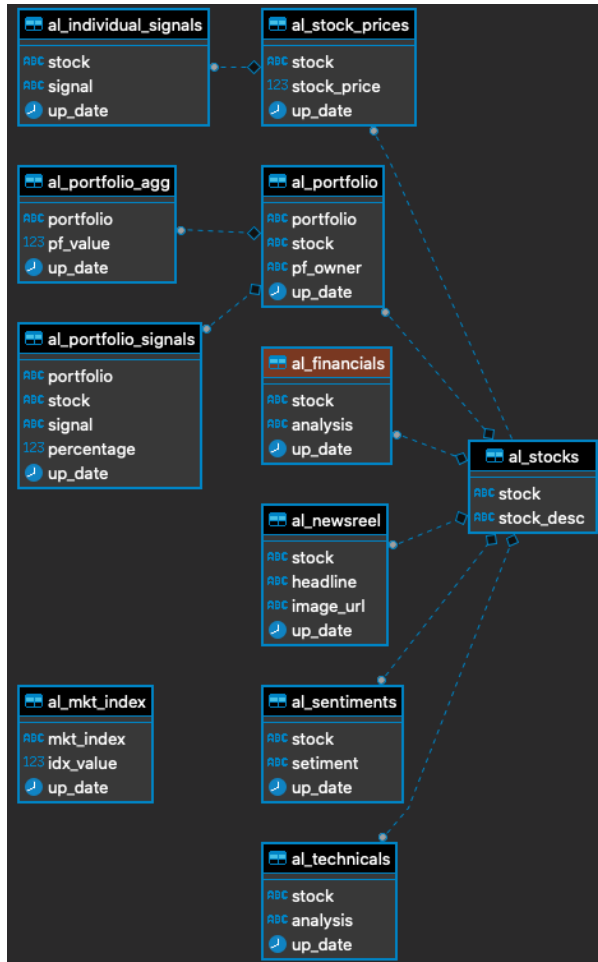 al_individual_signals
ABC stock
ABC signal
up_date
al_stock_prices
ABC stock
123 stock_price
up_date
al_portfolio_agg
ABC portfolio
123 pf_value
up_date
al_portfolio
ABC portfolio
ABC stock
ABC pf_owner
up_date
al_portfolio_signals
ABC portfolio
ABC stock
ABC signal
123 percentage
up_date
al_financials
ABC stock
ABC analysis
up_date
al_stocks
ABC stock
ABC stock_desc
al_newsreel
ABC stock
ABC headline
ABC image_url
up_date
al_mkt_index
ABC mkt_index
123 idx_value
up_date
al_sentiments
ABC stock
ABC setiment
up_date
al_technicals
ABC stock
ABC analysis
up_date